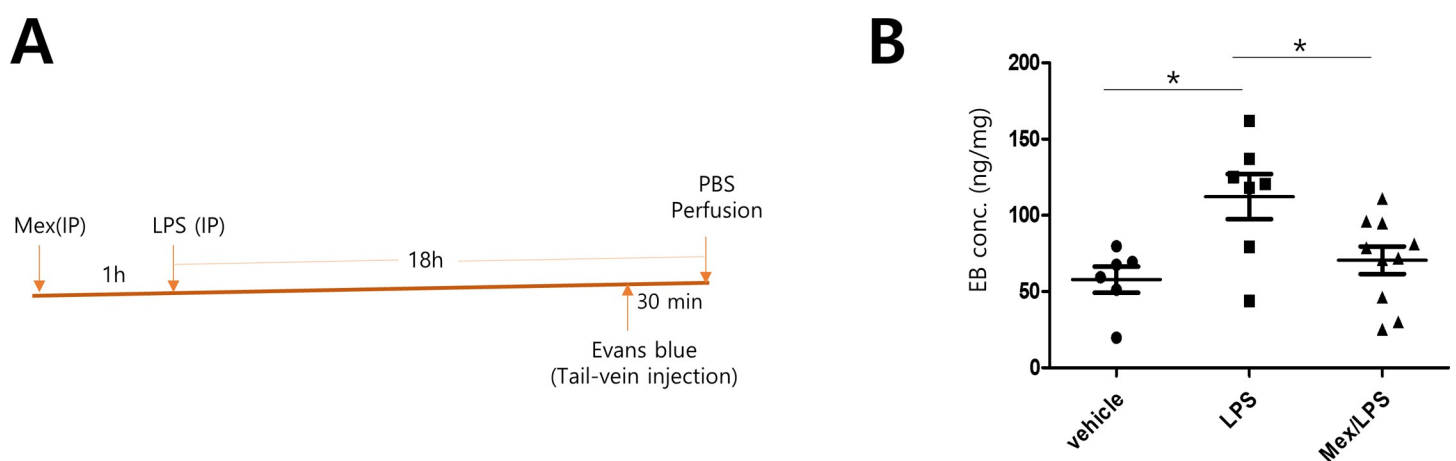 A
Mex(IP)
LPS (IP)
PBS
Perfusion
1h
18h
30 min
Evans blue
(Tail-vein injection)
B
*
*
EB conc. (ng/mg)
200
150
100
50
0
vehicle
LPS
Mex/LPS